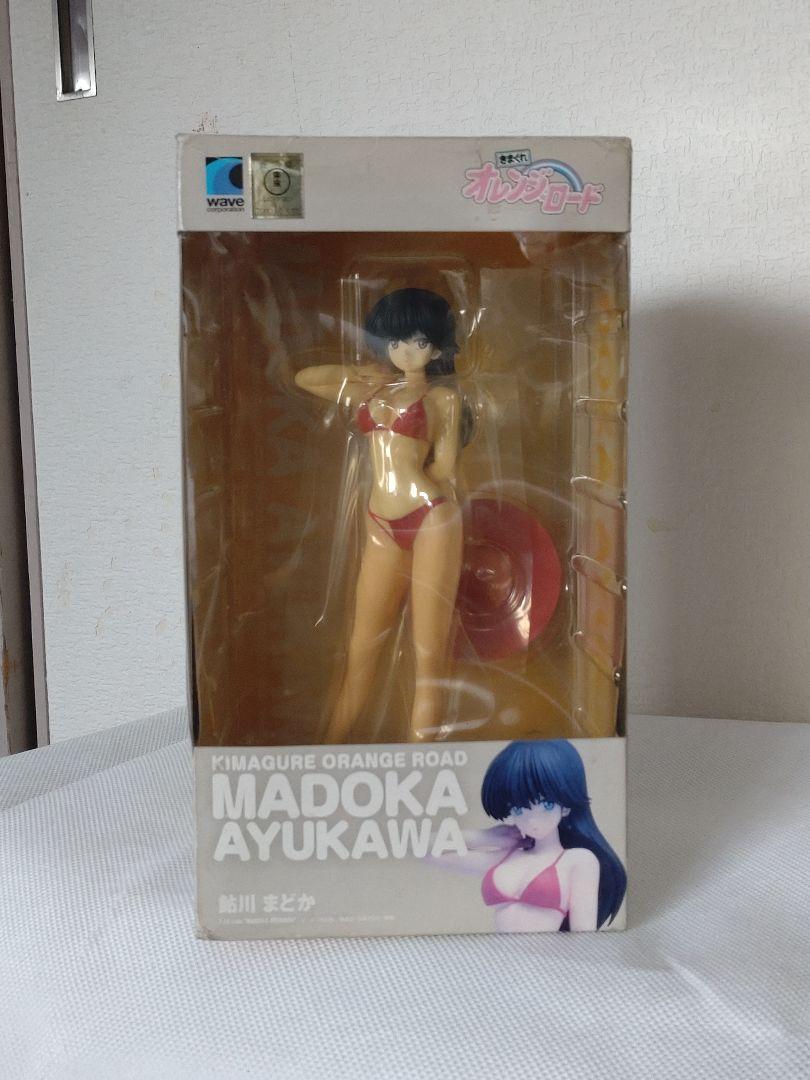 wave
corporation
きまぐれ
オレンジ☆ロード
KIMAGURE ORANGE ROAD
MADOKA
AYUKAWA
鮎川 まどか